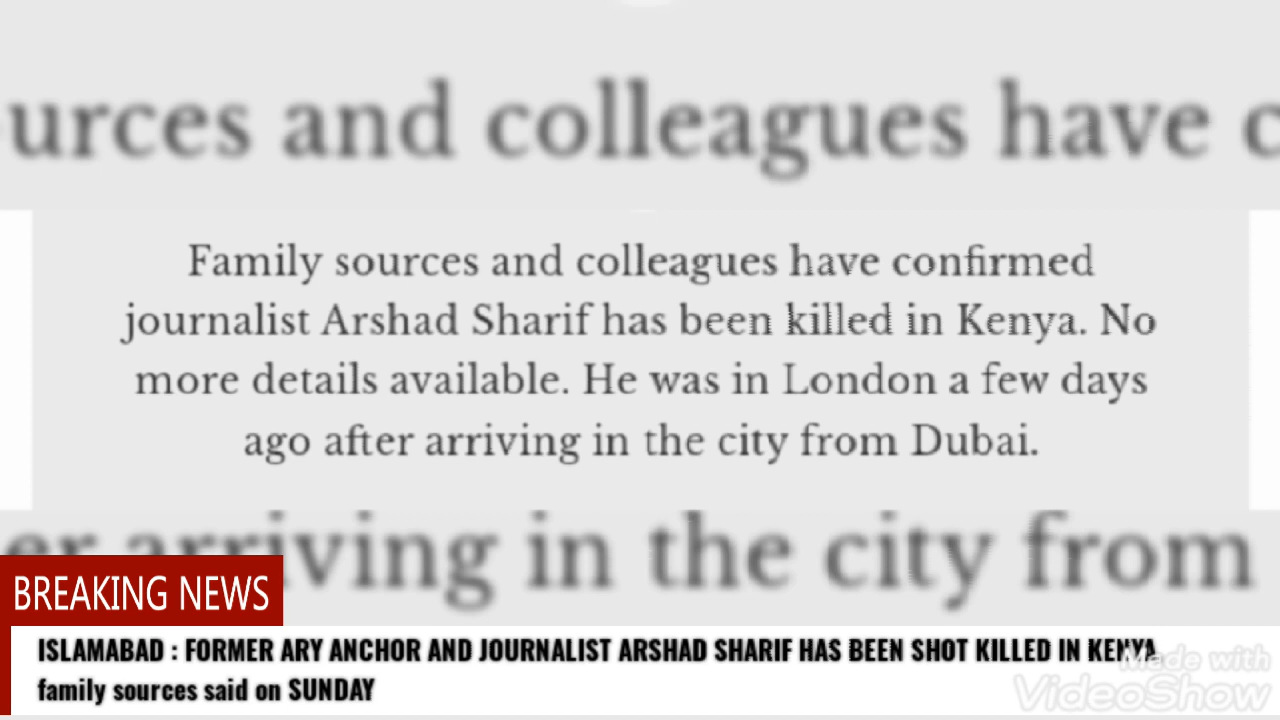 urces and colleagues have c
Family sources and colleagues have confirmed
journalist Arshad Sharif has been killed in Kenya. No
more details available. He was in London a few days
ago after arriving in the city from Dubai.
er arriving in the city from
BREAKING NEWS
ISLAMABAD : FORMER ARY ANCHOR AND JOURNALIST ARSHAD SHARIF HAS BEEN SHOT KILLED IN KENYA
family sources said on SUNDAY
Made with
VideoShow